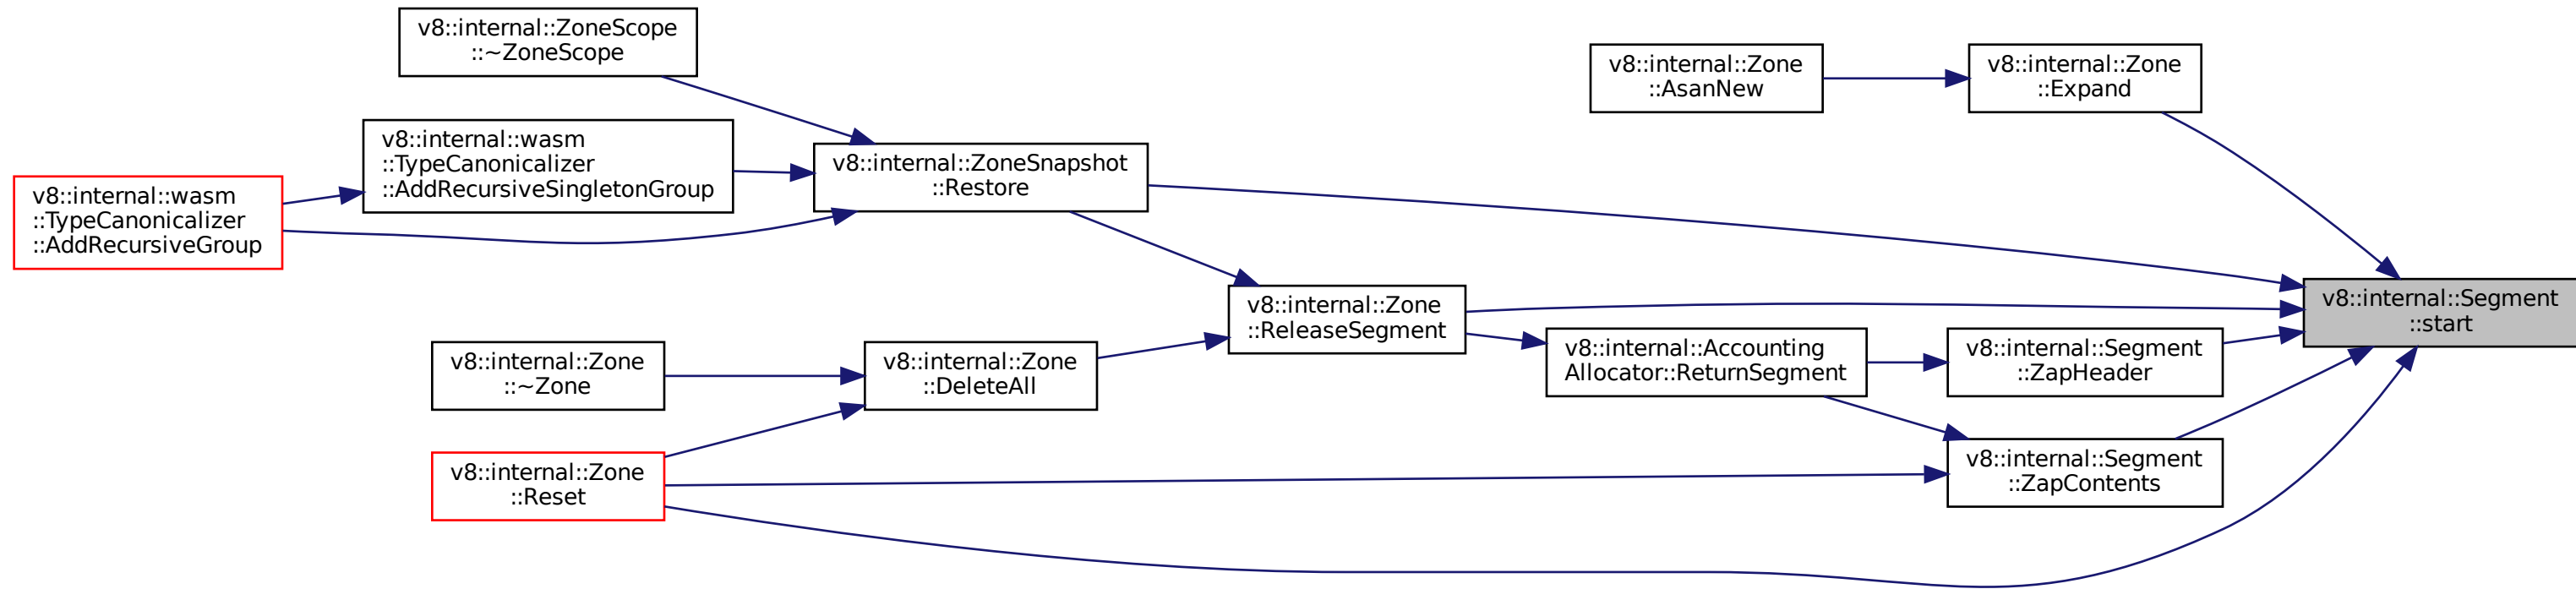 v8::internal::ZoneScope
::~ZoneScope
v8::internal::Zone
::AsanNew
v8::internal::Zone
::Expand
v8::internal::wasm
::TypeCanonicalizer
::AddRecursiveSingletonGroup
v8::internal::ZoneSnapshot
::Restore
v8::internal::wasm
::TypeCanonicalizer
::AddRecursiveGroup
v8::internal::Segment
::start
v8::internal::Zone
::ReleaseSegment
v8::internal::Zone
::~Zone
v8::internal::Zone
::DeleteAll
v8::internal::Accounting
Allocator::ReturnSegment
v8::internal::Segment
::ZapHeader
v8::internal::Zone
::Reset
v8::internal::Segment
::ZapContents